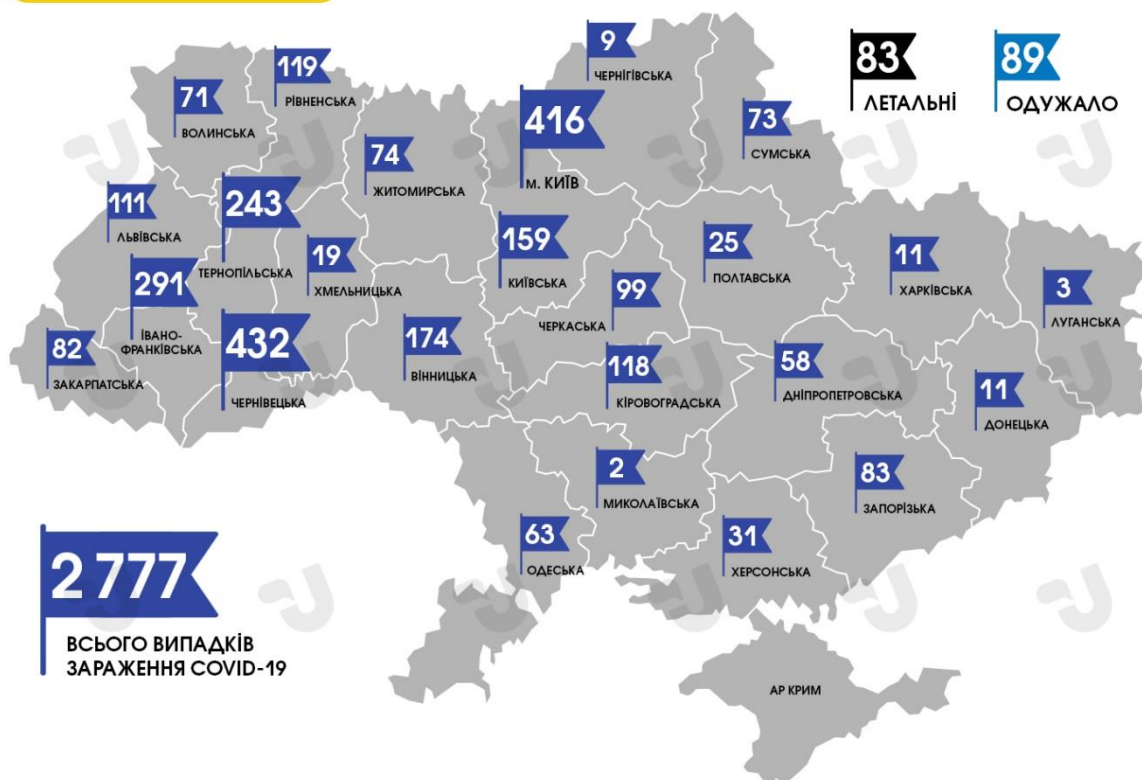 9
ЧЕРНІГІВСЬКА
83
ЛЕТАЛЬНІ
89
ОДУЖАЛО
119
РІВНЕНСЬКА
71
ВОЛИНСЬКА
416
м. КИЇВ
73
СУМСЬКА
74
ЖИТОМИРСЬКА
111
ЛЬВІВСЬКА
243
ТЕРНОПІЛЬСЬКА
19
ХМЕЛЬНИЦЬКА
159
КИЇВСЬКА
25
ПОЛТАВСЬКА
11
ХАРКІВСЬКА
3
ЛУГАНСЬКА
291
ІВАНО-
ФРАНКІВСЬКА
99
ЧЕРКАСЬКА
82
ЗАКАРПАТСЬКА
432
ЧЕРНІВЕЦЬКА
174
ВІННИЦЬКА
118
КІРОВОГРАДСЬКА
58
ДНІПРОПЕТРОВСЬКА
11
ДОНЕЦЬКА
2
МИКОЛАЇВСЬКА
83
ЗАПОРІЗЬКА
63
ОДЕСЬКА
31
ХЕРСОНСЬКА
2 777
ВСЬОГО ВИПАДКІВ
ЗАРАЖЕННЯ COVID-19
АР КРИМ